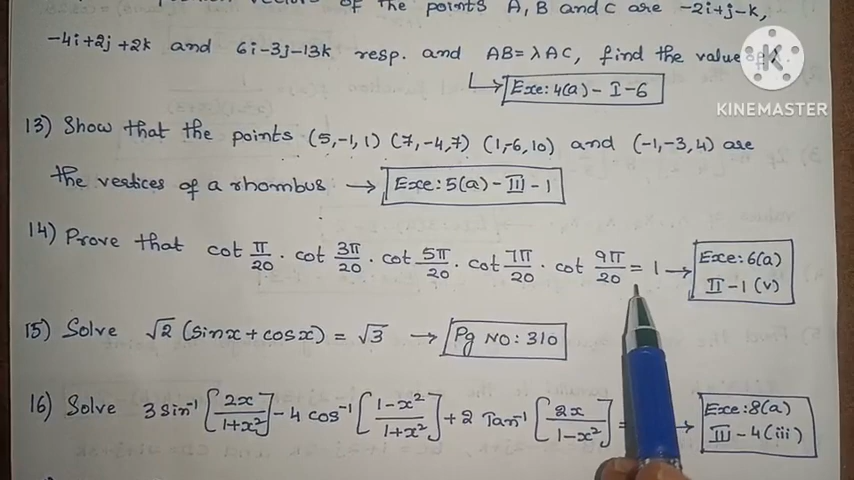 position vectors of the points A, B and C are -2i+j-k,
-4i+2j+2k and 6i-3j-13k resp. and AB=λAC, find the value of
→ Exe: 4(a) - I-6
KINEMASTER
13) Show that the points (5,-1,1) (7,-4,7) (1,-6,10) and (-1,-3,4) are
the vertices of a rhombus → Exe: 5(a)-III-1
14) Prove that cot π/20 . cot 3π/20 . cot 5π/20 . cot 7π/20 . cot 9π/20 = 1 → Exe: 6(a) II-1(v)
15) Solve √2 (sinx+cosx) = √3 → Pg NO: 310
16) Solve 3 sin⁻¹ [2x/1+x²] - 4 cos⁻¹ [1-x²/1+x²] + 2 Tan⁻¹ [2x/1-x²] = → Exe: 8(a) III-4(iii)